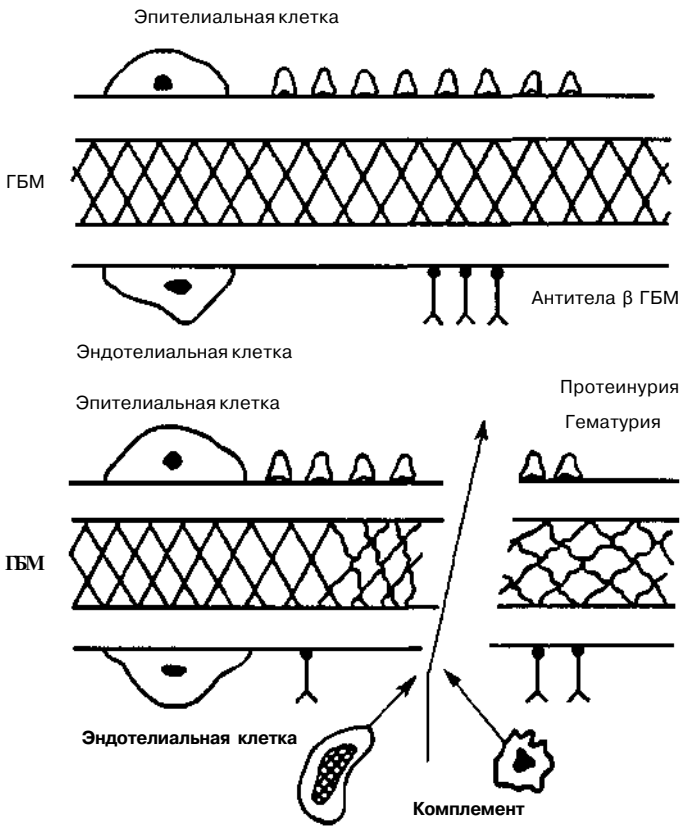 Эпителиальная клетка
ГБМ
Антитела β ГБМ
Эндотелиальная клетка
Протеинурия
Эпителиальная клетка
Гематурия
ГБМ
Эндотелиальная клетка
Комплемент